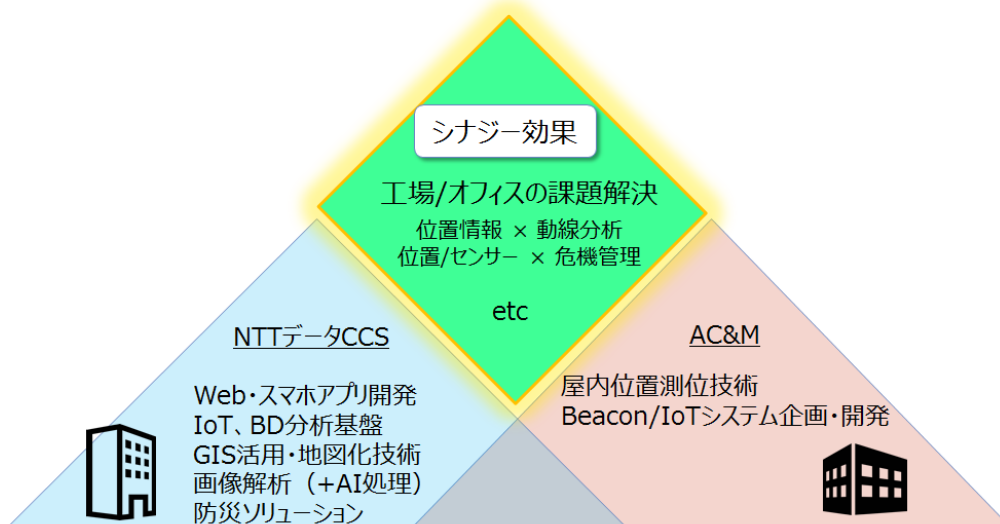 シナジー効果
工場/オフィスの課題解決
位置情報 × 動線分析
位置/センサー × 危機管理
etc
NTTデータCCS
Web・スマホアプリ開発
IoT、BD分析基盤
GIS活用・地図化技術
画像解析（+AI処理）
防災ソリューション
AC&M
屋内位置測位技術
Beacon/IoTシステム企画・開発